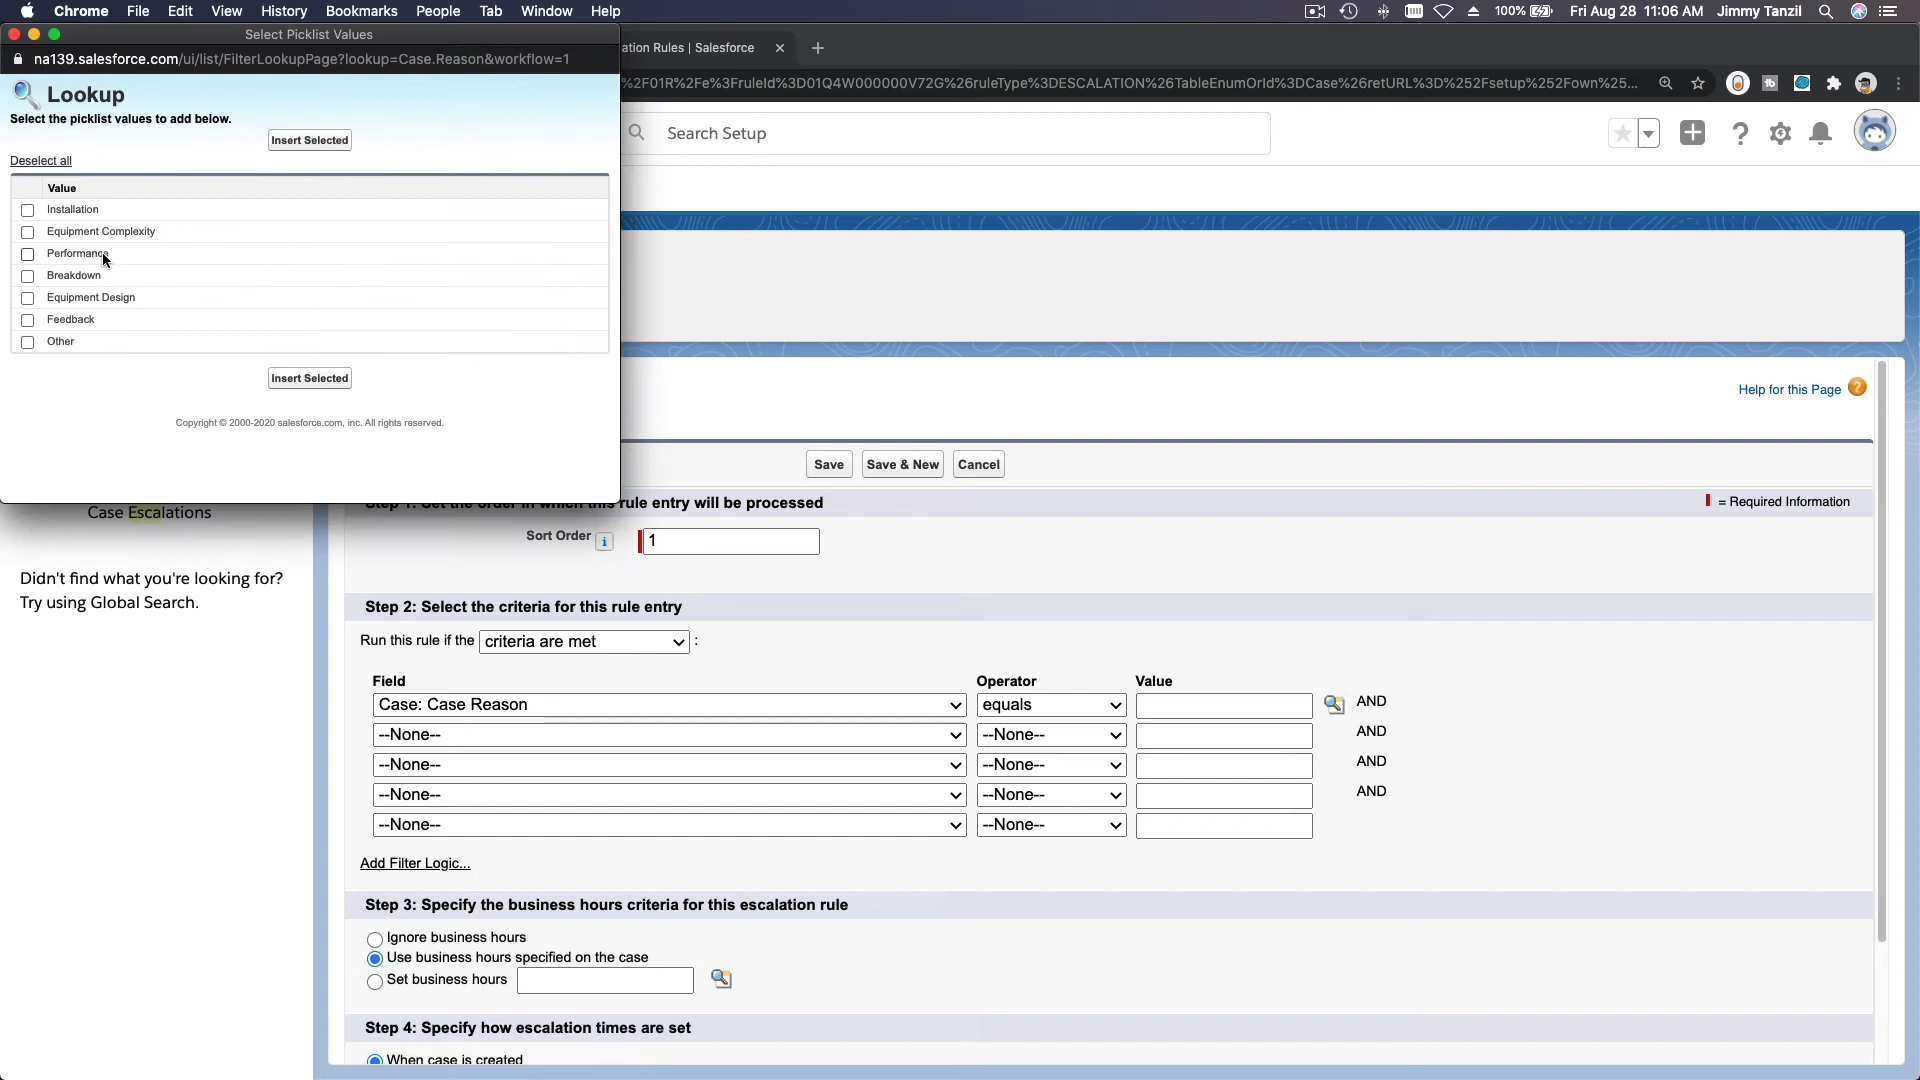 Chrome File Edit View History Bookmarks People Tab Window Help 100% Fri Aug 28 11:06 AM Jimmy Tanzil
Select Picklist Values
na139.salesforce.com/ui/list/FilterLookupPage?lookup=Case.Reason&workflow=1
ation Rules | Salesforce
%2F01R%2Fe%3FruleId%3D01Q4W000000V72G%26ruleType%3DESCALATION%26TableEnumOrId%3DCase%26retURL%3D%252Fsetup%252Fown%25...
Lookup
Select the picklist values to add below.
Insert Selected
Deselect all
Value
Installation
Equipment Complexity
Performance
Breakdown
Equipment Design
Feedback
Other
Insert Selected
Copyright © 2000-2020 salesforce.com, inc. All rights reserved.
Search Setup
Help for this Page
Save
Save & New
Cancel
Case Escalations
Didn't find what you're looking for?
Try using Global Search.
Step 1: Set the order in which this rule entry will be processed
= Required Information
Sort Order
1
Step 2: Select the criteria for this rule entry
Run this rule if the criteria are met :
Field Operator Value
Case: Case Reason equals AND
--None-- --None-- AND
--None-- --None-- AND
--None-- --None-- AND
--None-- --None--
Add Filter Logic...
Step 3: Specify the business hours criteria for this escalation rule
Ignore business hours
Use business hours specified on the case
Set business hours
Step 4: Specify how escalation times are set
When case is created